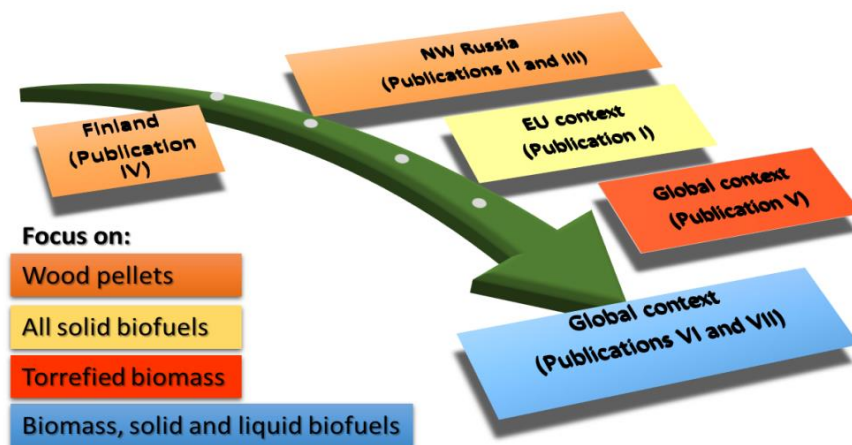 NW Russia
(Publications II and III)
EU context
(Publication I)
Finland
(Publication
IV)
Global context
(Publication V)
Focus on:
Wood pellets
All solid biofuels
Torrefied biomass
Biomass, solid and liquid biofuels
Global context
(Publications VI and VII)